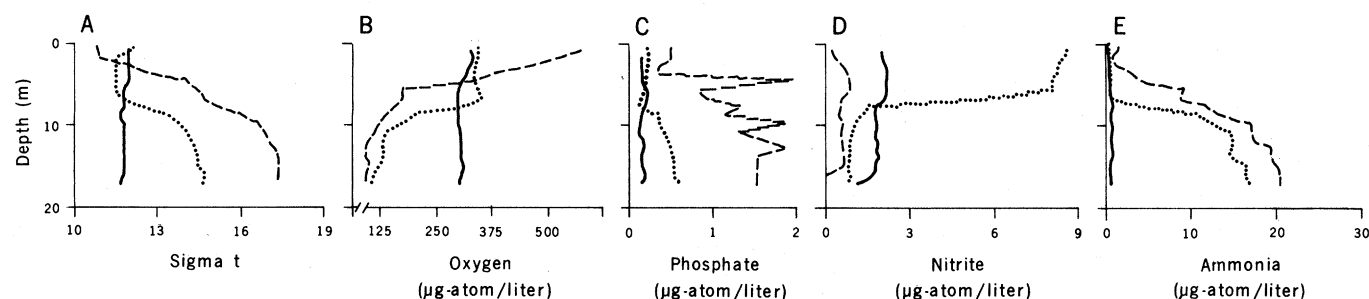 A B C D E
Depth (m)
0
10
20
10 13 16 19
125 250 375 500
0 1 2
0 3 6 9
0 10 20 30
Sigma t
Oxygen
(µg-atom/liter)
Phosphate
(µg-atom/liter)
Nitrite
(µg-atom/liter)
Ammonia
(µg-atom/liter)